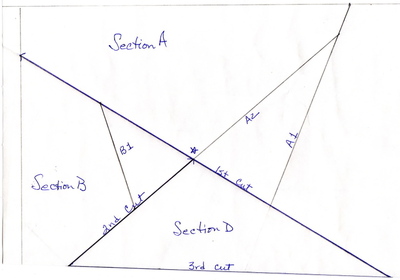 Section A
A2
A1
B1
★
1st Cut
Section B
2nd Cut
Section D
3rd cut